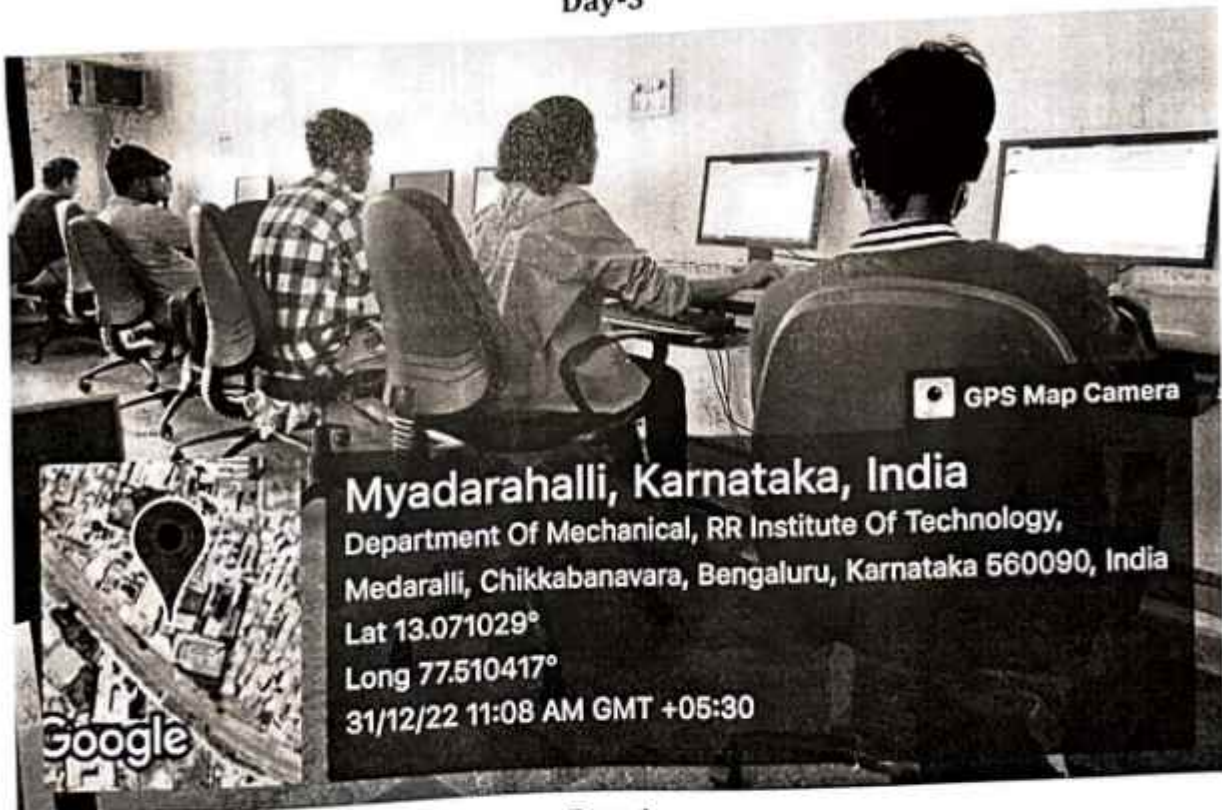 Day-3
GPS Map Camera
Myadarahalli, Karnataka, India
Department Of Mechanical, RR Institute Of Technology,
Medaralli, Chikkabanavara, Bengaluru, Karnataka 560090, India
Lat 13.071029°
Long 77.510417°
31/12/22 11:08 AM GMT +05:30
Google